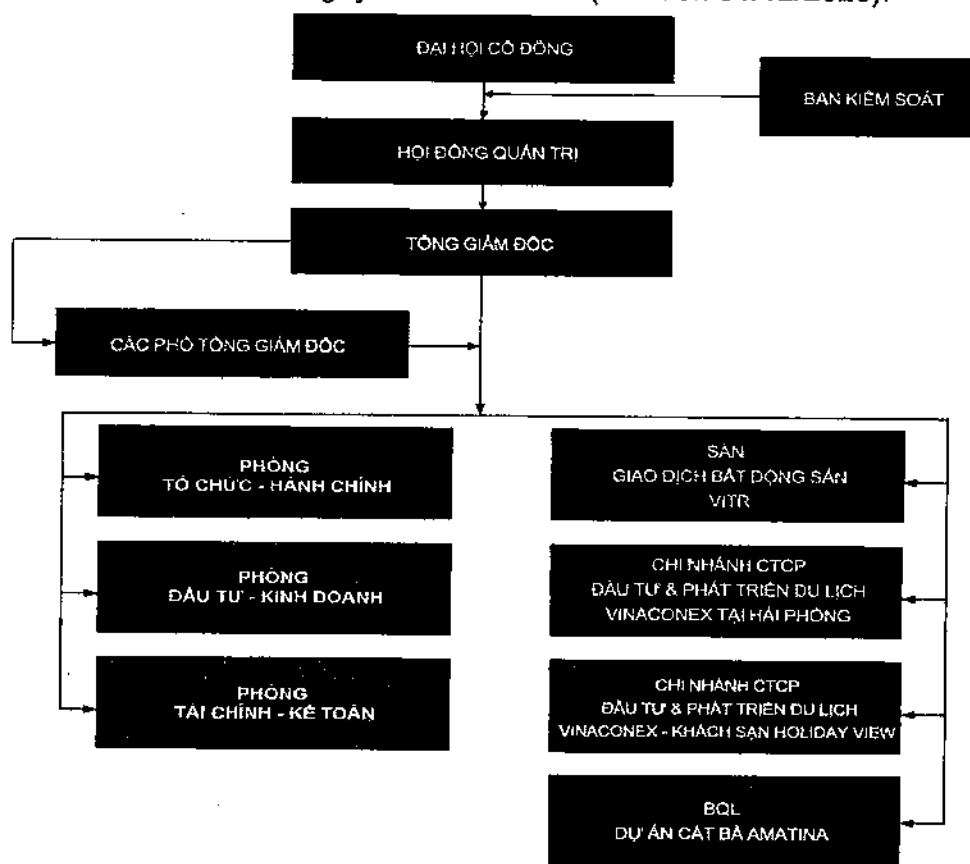 ĐẠI HỘI CỔ ĐÔNG
BAN KIỂM SOÁT
HỘI ĐỒNG QUẢN TRỊ
TỔNG GIÁM ĐỐC
CÁC PHÓ TỔNG GIÁM ĐỐC
PHÒNG
TỔ CHỨC - HÀNH CHÍNH
PHÒNG
ĐẦU TƯ - KINH DOANH
PHÒNG
TÀI CHÍNH - KẾ TOÁN
SÀN
GIAO DỊCH BẤT ĐỘNG SẢN
VITR
CHI NHÁNH CTCP
ĐẦU TƯ & PHÁT TRIỂN DU LỊCH
VINACONEX TẠI HẢI PHÒNG
CHI NHÁNH CTCP
ĐẦU TƯ & PHÁT TRIỂN DU LỊCH
VINACONEX - KHÁCH SẠN HOLIDAY VIEW
BQL
DỰ ÁN CÁT BÀ AMATINA